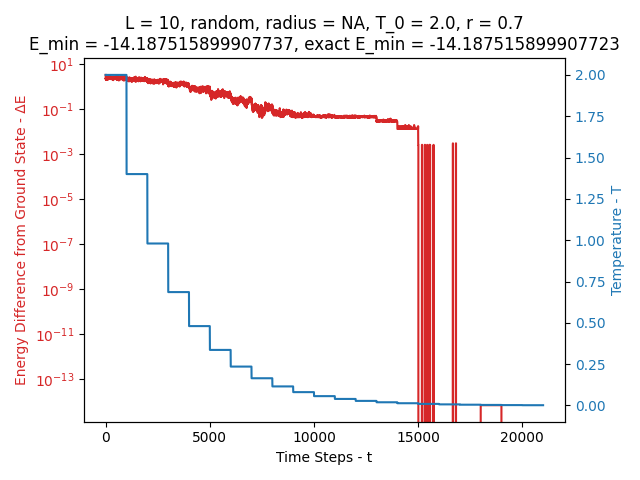 L = 10, random, radius = NA, T_0 = 2.0, r = 0.7
E_min = -14.187515899907737, exact E_min = -14.187515899907723
10¹
10⁻¹
10⁻³
10⁻⁵
10⁻⁷
10⁻⁹
10⁻¹¹
10⁻¹³
Energy Difference from Ground State - ΔE
2.00
1.75
1.50
1.25
1.00
0.75
0.50
0.25
0.00
Temperature - T
0 5000 10000 15000 20000
Time Steps - t